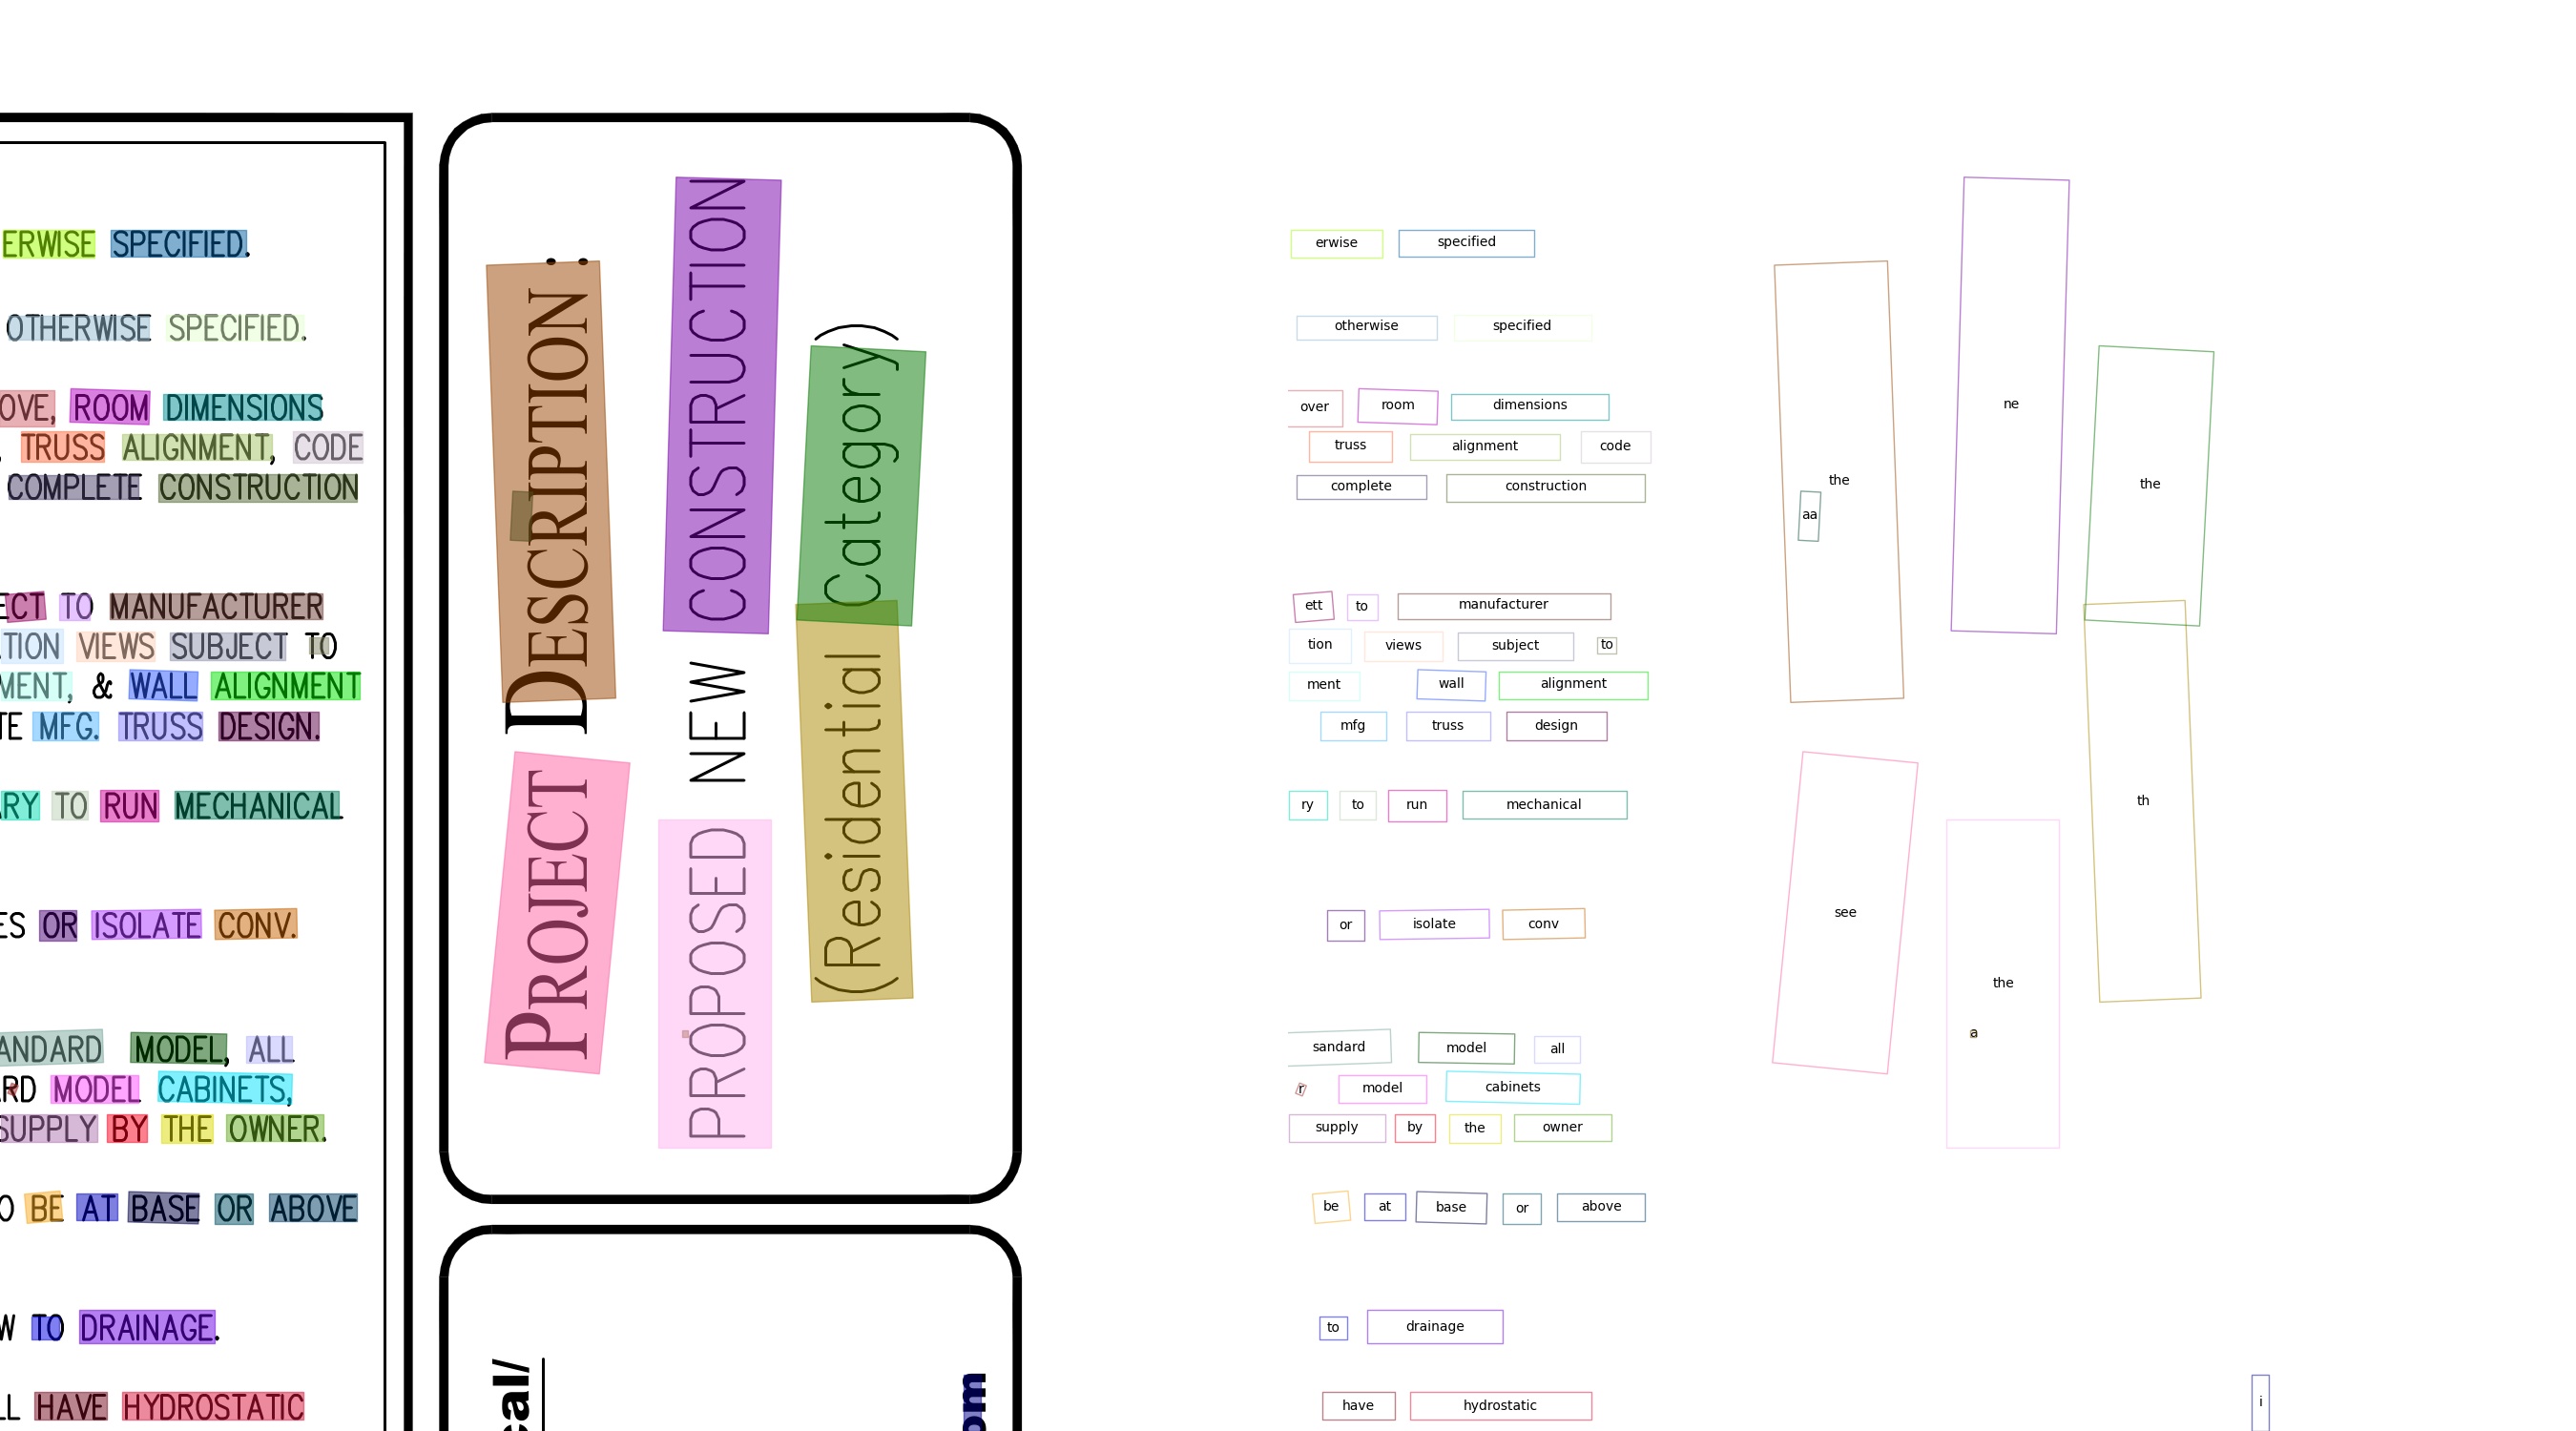 ERWISE SPECIFIED.
OTHERWISE SPECIFIED.
OVE, ROOM DIMENSIONS
, TRUSS ALIGNMENT, CODE
COMPLETE CONSTRUCTION
ECT TO MANUFACTURER
TION VIEWS SUBJECT TO
MENT, & WALL ALIGNMENT
TE MFG. TRUSS DESIGN.
ARY TO RUN MECHANICAL
ES OR ISOLATE CONV.
ANDARD MODEL, ALL
RD MODEL CABINETS,
SUPPLY BY THE OWNER.
O BE AT BASE OR ABOVE
W TO DRAINAGE.
LL HAVE HYDROSTATIC
PROJECT DESCRIPTION :
PROPOSED NEW CONSTRUCTION
(Residential Category)
cal/
om
erwise specified
otherwise specified
over room dimensions
truss alignment code
complete construction
ett to manufacturer
tion views subject to
ment wall alignment
mfg truss design
ry to run mechanical
or isolate conv
sandard model all
r model cabinets
supply by the owner
be at base or above
to drainage
have hydrostatic
the
aa
see
ne
the
a
the
th
i